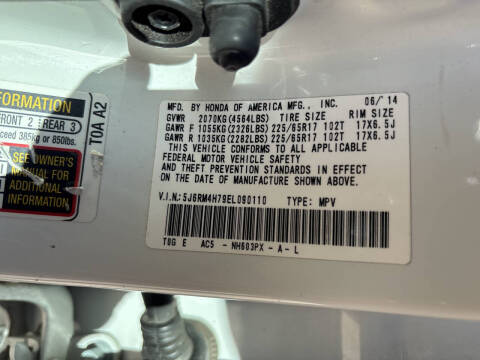 FORMATION
FRONT 2 REAR 3
ceed 385kg or 850lbs.
T0A A2
SEE OWNER'S
MANUAL FOR
ADDITIONAL
INFORMATION
MFD. BY HONDA OF AMERICA MFG., INC. 06/'14
GVWR 2070KG(4564LBS) TIRE SIZE RIM SIZE
GAWR F 1055KG(2326LBS)225/65R17 102T 17X6.5J
GAWR R 1035KG(2282LBS)225/65R17 102T 17X6.5J
THIS VEHICLE CONFORMS TO ALL APPLICABLE
FEDERAL MOTOR VEHICLE SAFETY
AND THEFT PREVENTION STANDARDS IN EFFECT
ON THE DATE OF MANUFACTURE SHOWN ABOVE.
V.I.N:5J6RM4H79EL090110 TYPE: MPV
T0G E AC5 - NH603PX - A - L